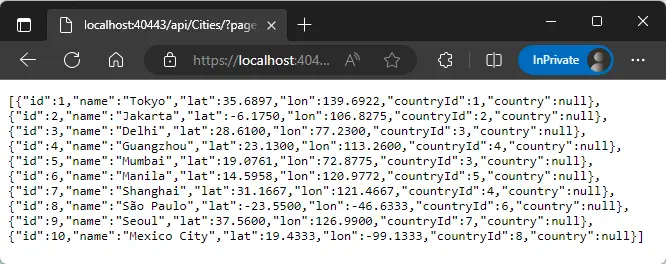 localhost:40443/api/Cities/?page
https://localhost:404...
InPrivate
[{"id":1,"name":"Tokyo","lat":35.6897,"lon":139.6922,"countryId":1,"country":null},
{"id":2,"name":"Jakarta","lat":-6.1750,"lon":106.8275,"countryId":2,"country":null},
{"id":3,"name":"Delhi","lat":28.6100,"lon":77.2300,"countryId":3,"country":null},
{"id":4,"name":"Guangzhou","lat":23.1300,"lon":113.2600,"countryId":4,"country":null},
{"id":5,"name":"Mumbai","lat":19.0761,"lon":72.8775,"countryId":3,"country":null},
{"id":6,"name":"Manila","lat":14.5958,"lon":120.9772,"countryId":5,"country":null},
{"id":7,"name":"Shanghai","lat":31.1667,"lon":121.4667,"countryId":4,"country":null},
{"id":8,"name":"São Paulo","lat":-23.5500,"lon":-46.6333,"countryId":6,"country":null},
{"id":9,"name":"Seoul","lat":37.5600,"lon":126.9900,"countryId":7,"country":null},
{"id":10,"name":"Mexico City","lat":19.4333,"lon":-99.1333,"countryId":8,"country":null}]